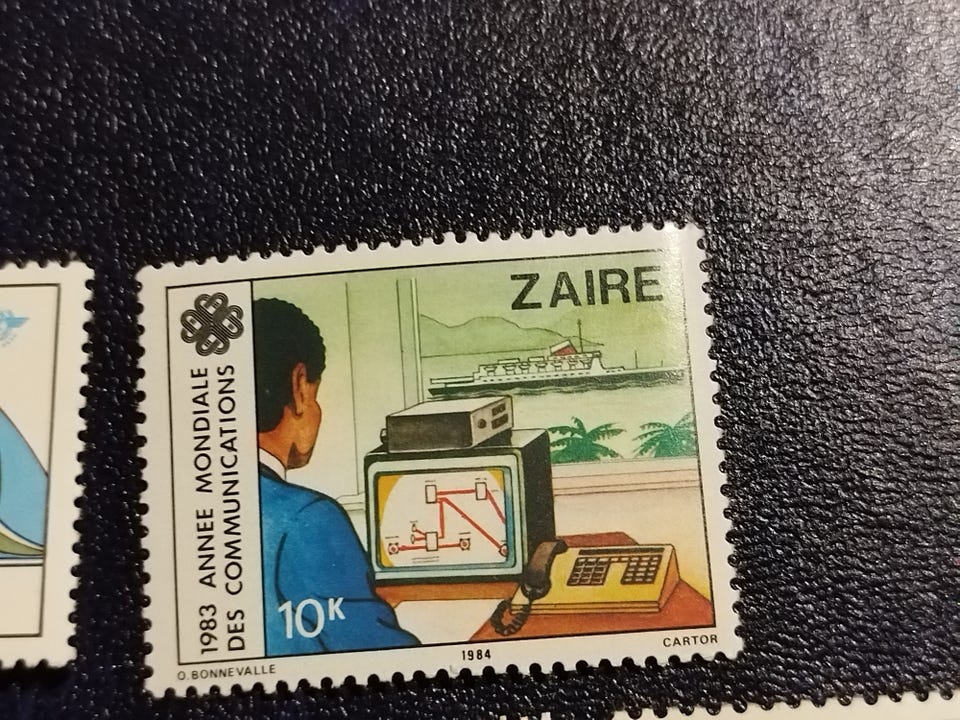 ZAIRE
1983 ANNEE MONDIALE
DES COMMUNICATIONS
10K
O.BONNEVALLE
1984
CARTOR